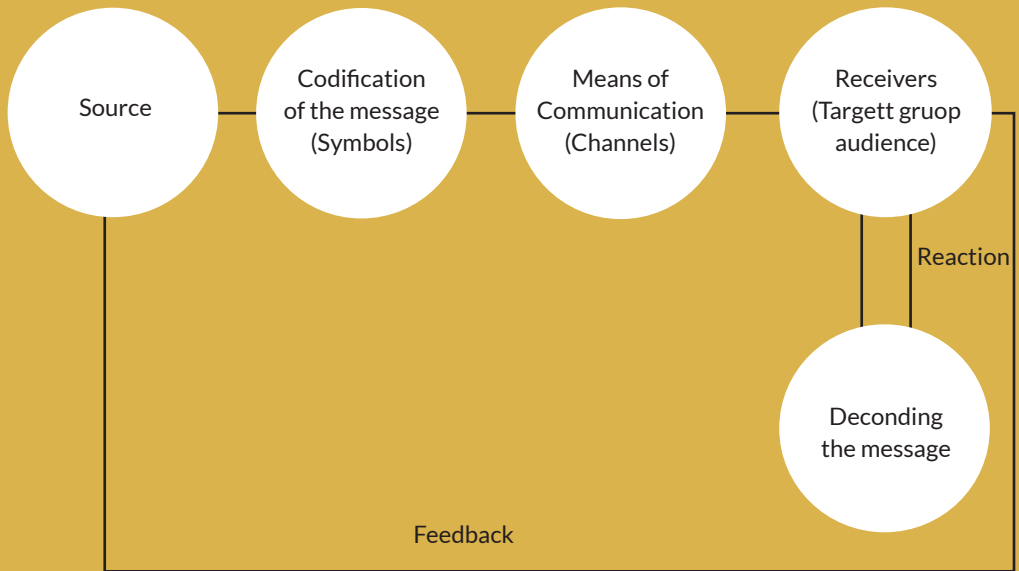 Source
Codification
of the message
(Symbols)
Means of
Communication
(Channels)
Receivers
(Targett gruop
audience)
Reaction
Deconding
the message
Feedback